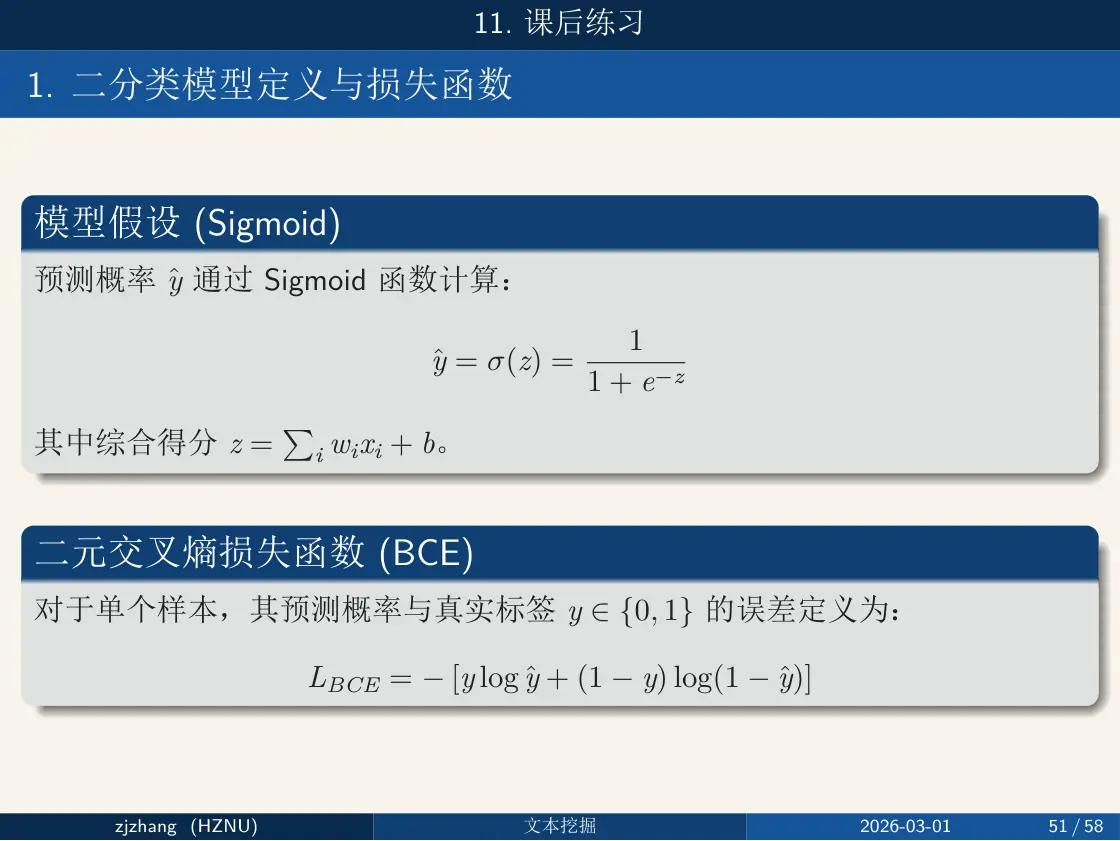 11. 课后练习
1. 二分类模型定义与损失函数
模型假设 (Sigmoid)
预测概率 ŷ 通过 Sigmoid 函数计算：
ŷ = σ(z) = 1 / (1 + e^{−z})
其中综合得分 z = ∑_i w_i x_i + b。
二元交叉熵损失函数 (BCE)
对于单个样本，其预测概率与真实标签 y ∈ {0, 1} 的误差定义为：
L_{BCE} = − [y log ŷ + (1 − y) log(1 − ŷ)]
zjzhang (HZNU) 文本挖掘 2026-03-01 51 / 58